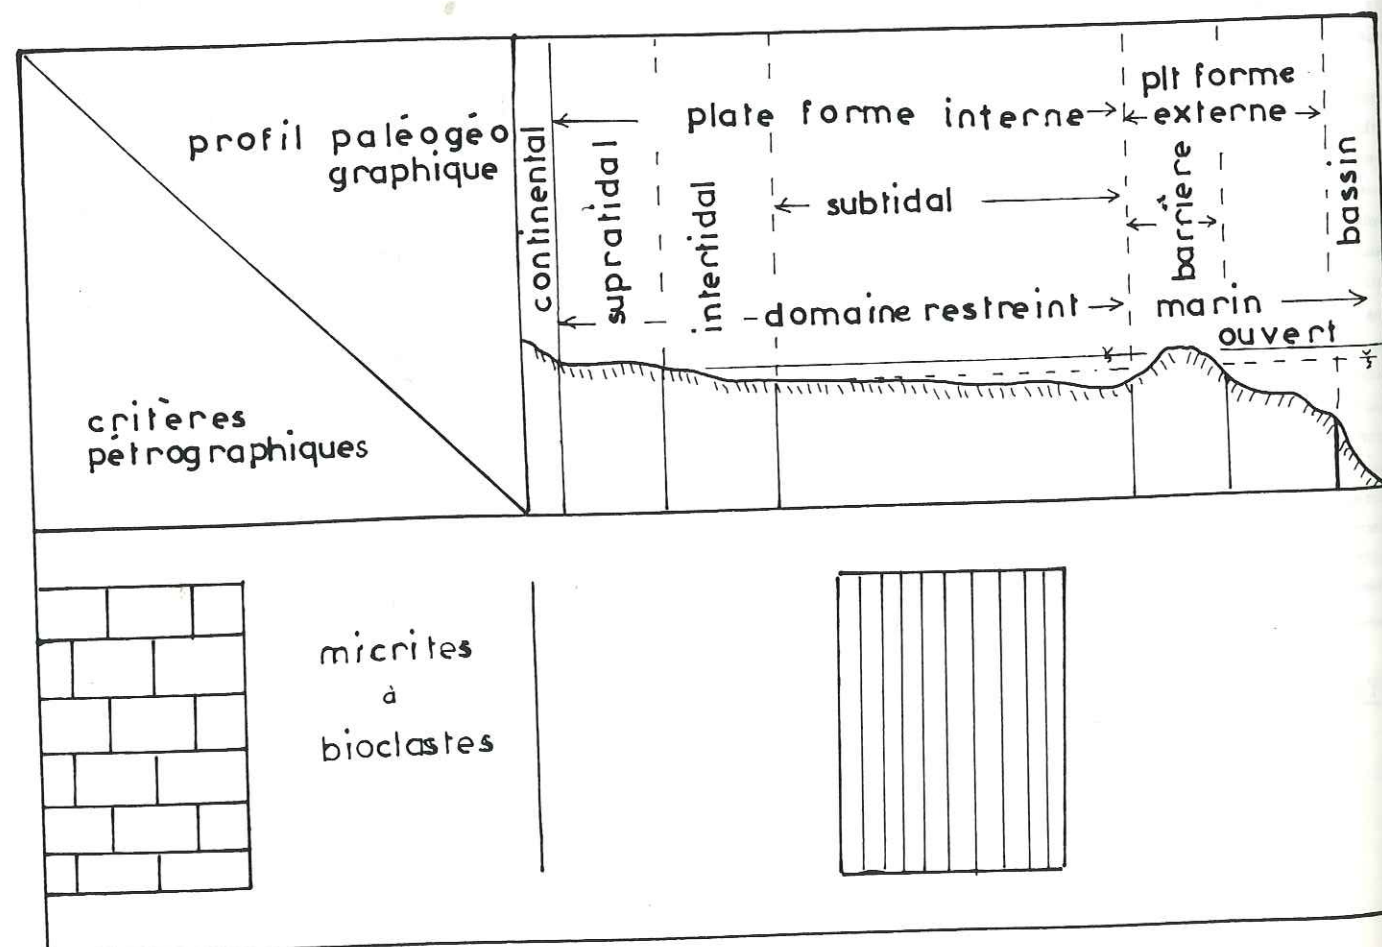 profil paléogéo
graphique
critères
pétrographiques
continental
supratidal
intertidal
plate forme interne
subtidal
domaine restreint
plt forme
externe
barrière
marin
ouvert
bassin
micrites
à
bioclastes